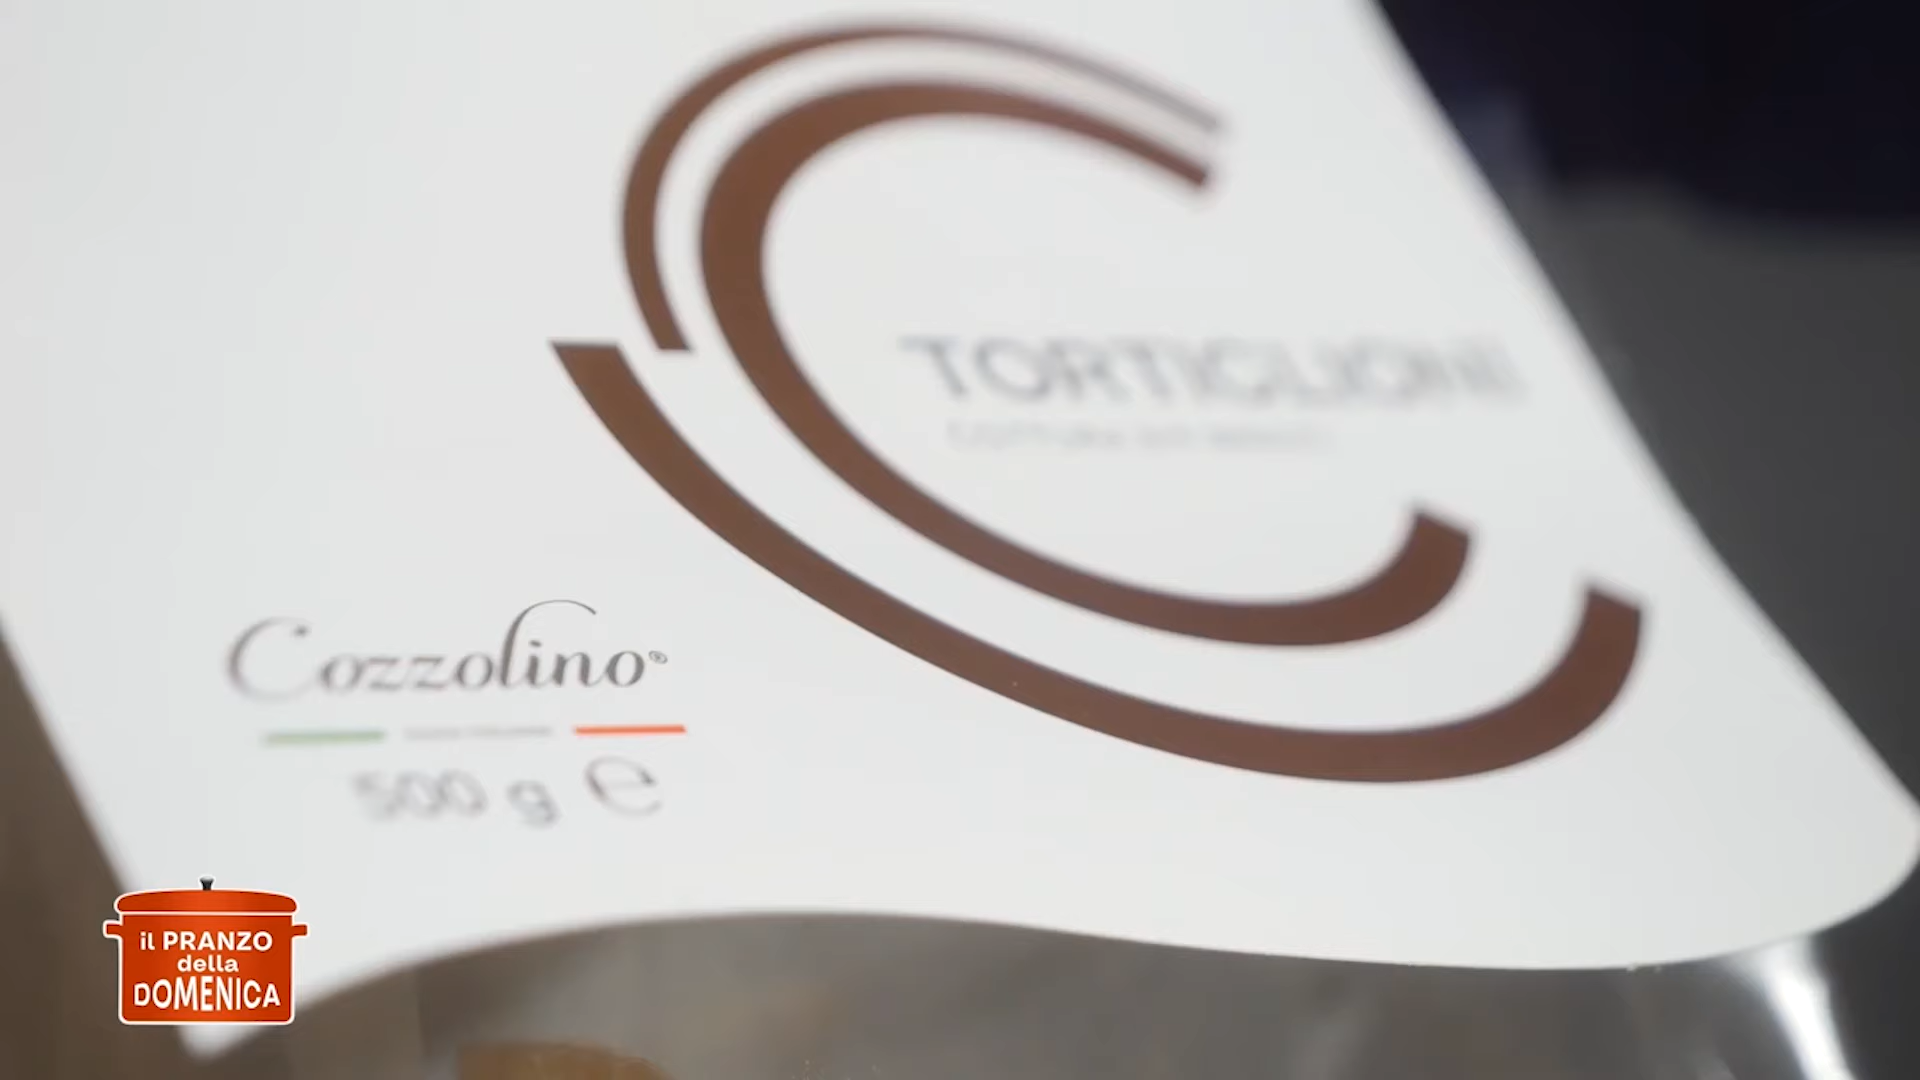 TORTIGLIONI
Cozzolino®
500 g ℮
il PRANZO
della
DOMENICA